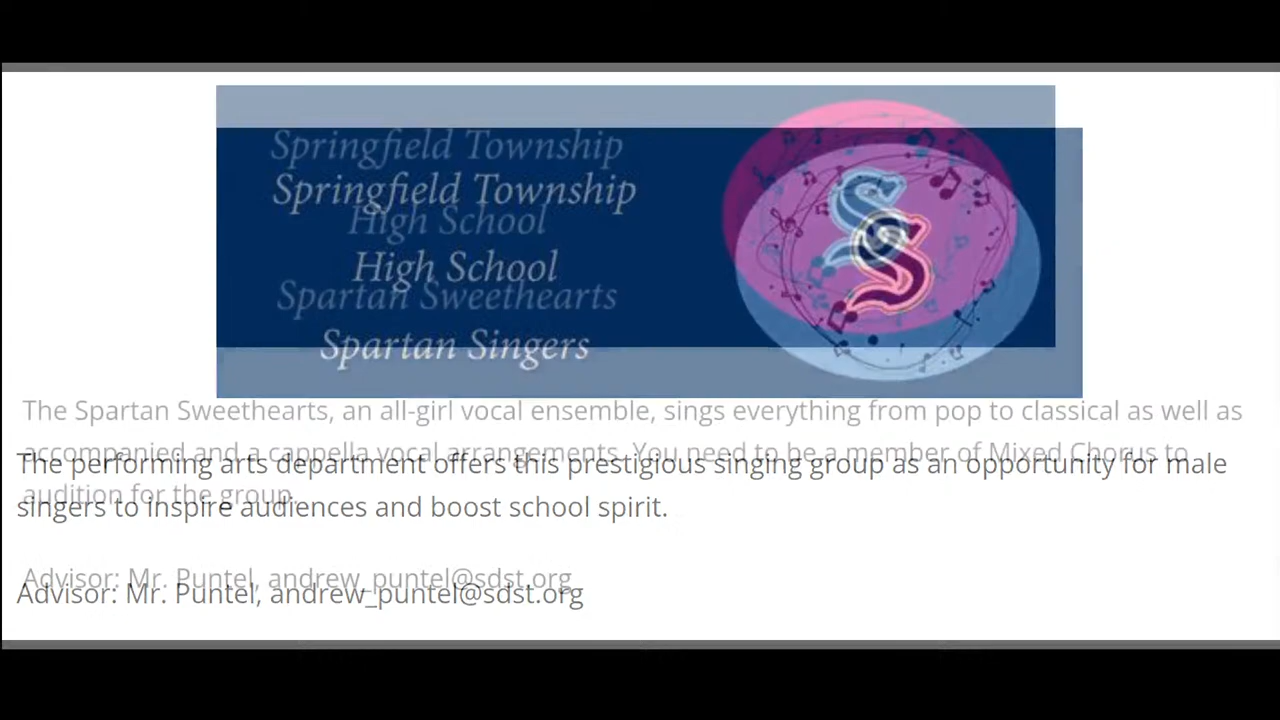 Springfield Township
Springfield Township
High School
High School
Spartan Sweethearts
Spartan Singers
The Spartan Sweethearts, an all-girl vocal ensemble, sings everything from pop to classical as well as
accompanied and a cappella vocal arrangements. You need to be a member of Mixed Chorus to
The performing arts department offers this prestigious singing group as an opportunity for male
audition for the group.
singers to inspire audiences and boost school spirit.
Advisor: Mr. Puntel, andrew_puntel@sdst.org
Advisor: Mr. Puntel, andrew_puntel@sdst.org